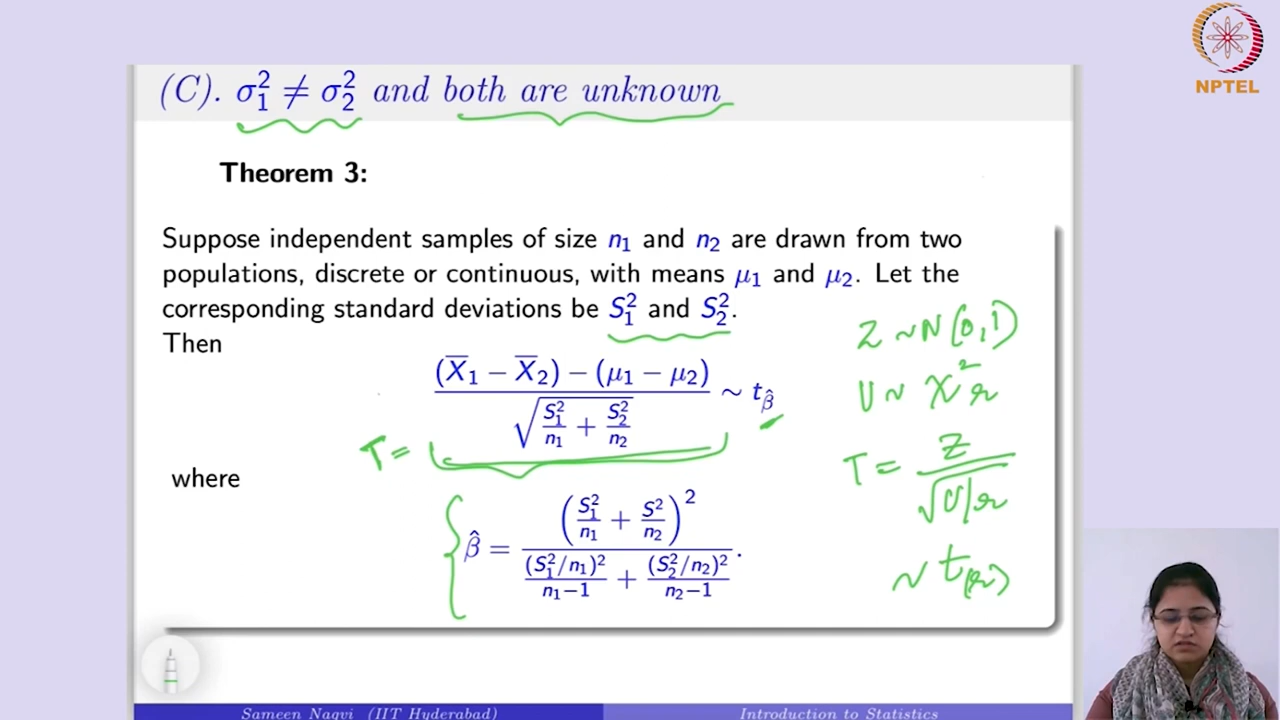 NPTEL
(C). σ₁² ≠ σ₂² and both are unknown
Theorem 3:
Suppose independent samples of size n₁ and n₂ are drawn from two
populations, discrete or continuous, with means μ₁ and μ₂. Let the
corresponding standard deviations be S₁² and S₂².
Then
T = ((X̅₁ − X̅₂) − (μ₁ − μ₂)) / √(S₁²/n₁ + S₂²/n₂) ∼ t_β̂
where
β̂ = (S₁²/n₁ + S²/n₂)² / ((S₁²/n₁)²/(n₁−1) + (S₂²/n₂)²/(n₂−1)).
Z ∼ N(0,1)
U ∼ χ²r
T = Z / √(U/r)
∼ t(r)
Sameen Naqvi (IIT Hyderabad) Introduction to Statistics